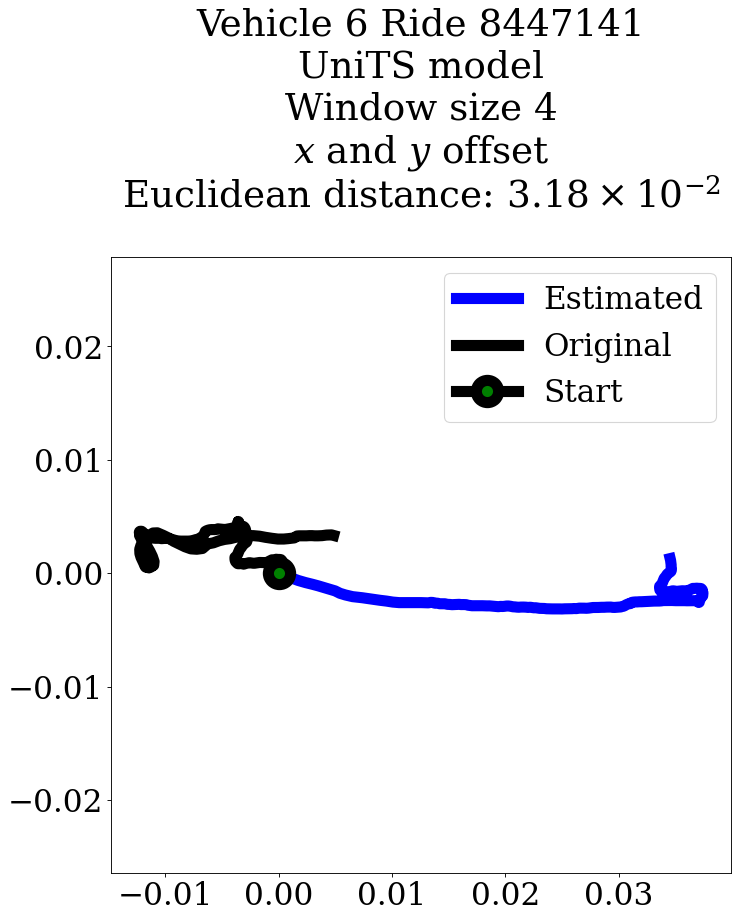 Vehicle 6 Ride 8447141
UniTS model
Window size 4
x and y offset
Euclidean distance: 3.18 × 10⁻²
Estimated
Original
Start
0.02
0.01
0.00
−0.01
−0.02
−0.01 0.00 0.01 0.02 0.03